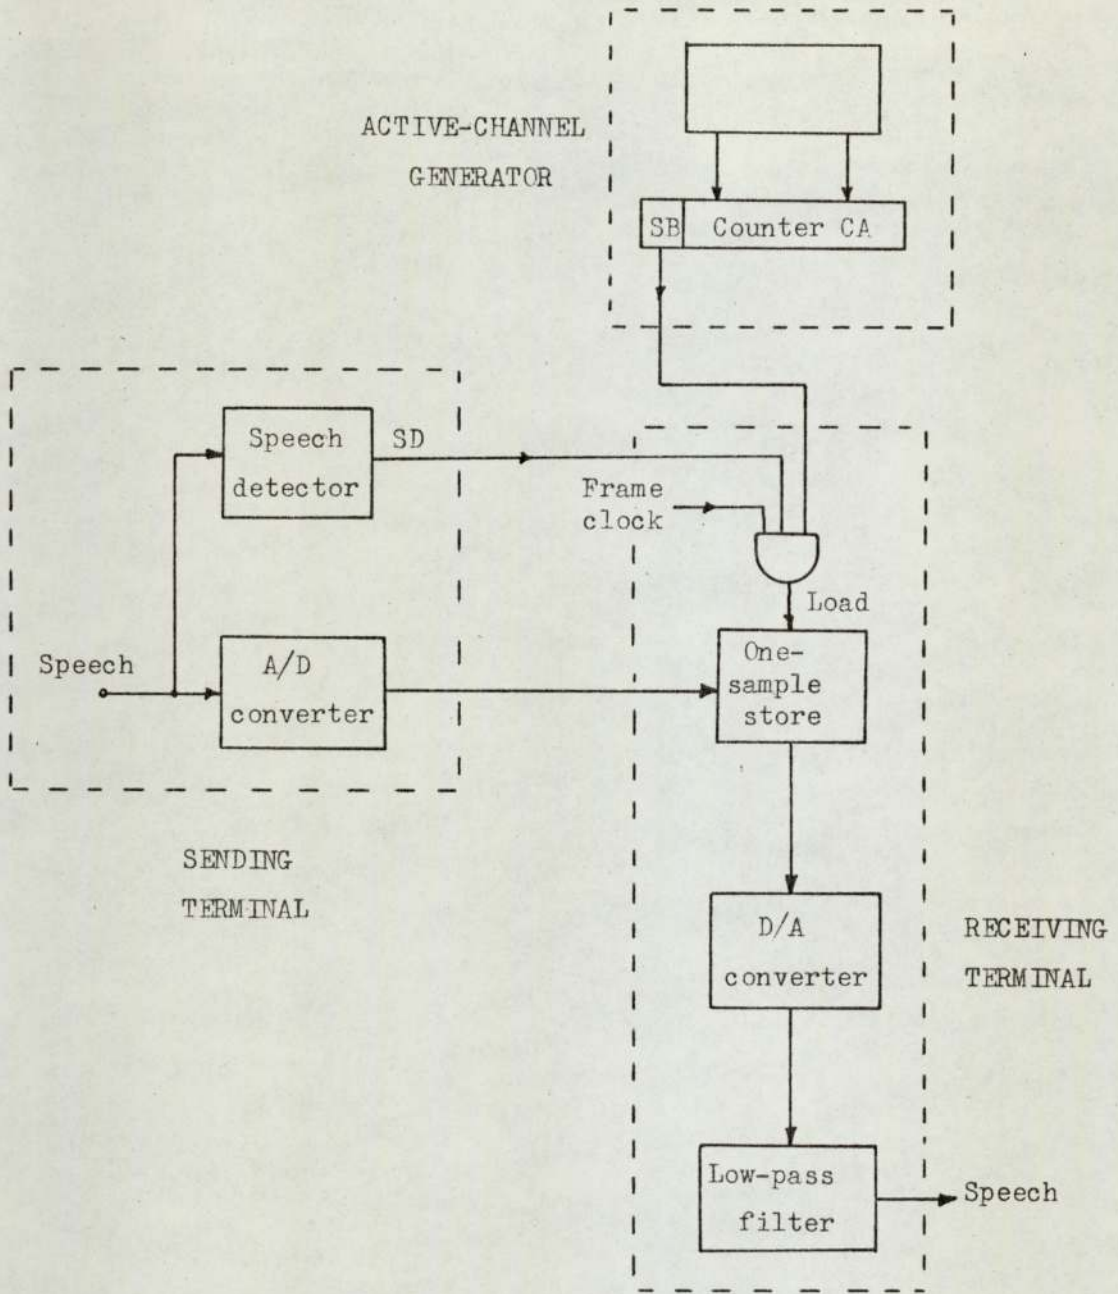 ACTIVE-CHANNEL
GENERATOR
SB
Counter CA
Speech
detector
SD
Frame
clock
Load
Speech
A/D
converter
One-
sample
store
SENDING
TERMINAL
D/A
converter
RECEIVING
TERMINAL
Low-pass
filter
Speech